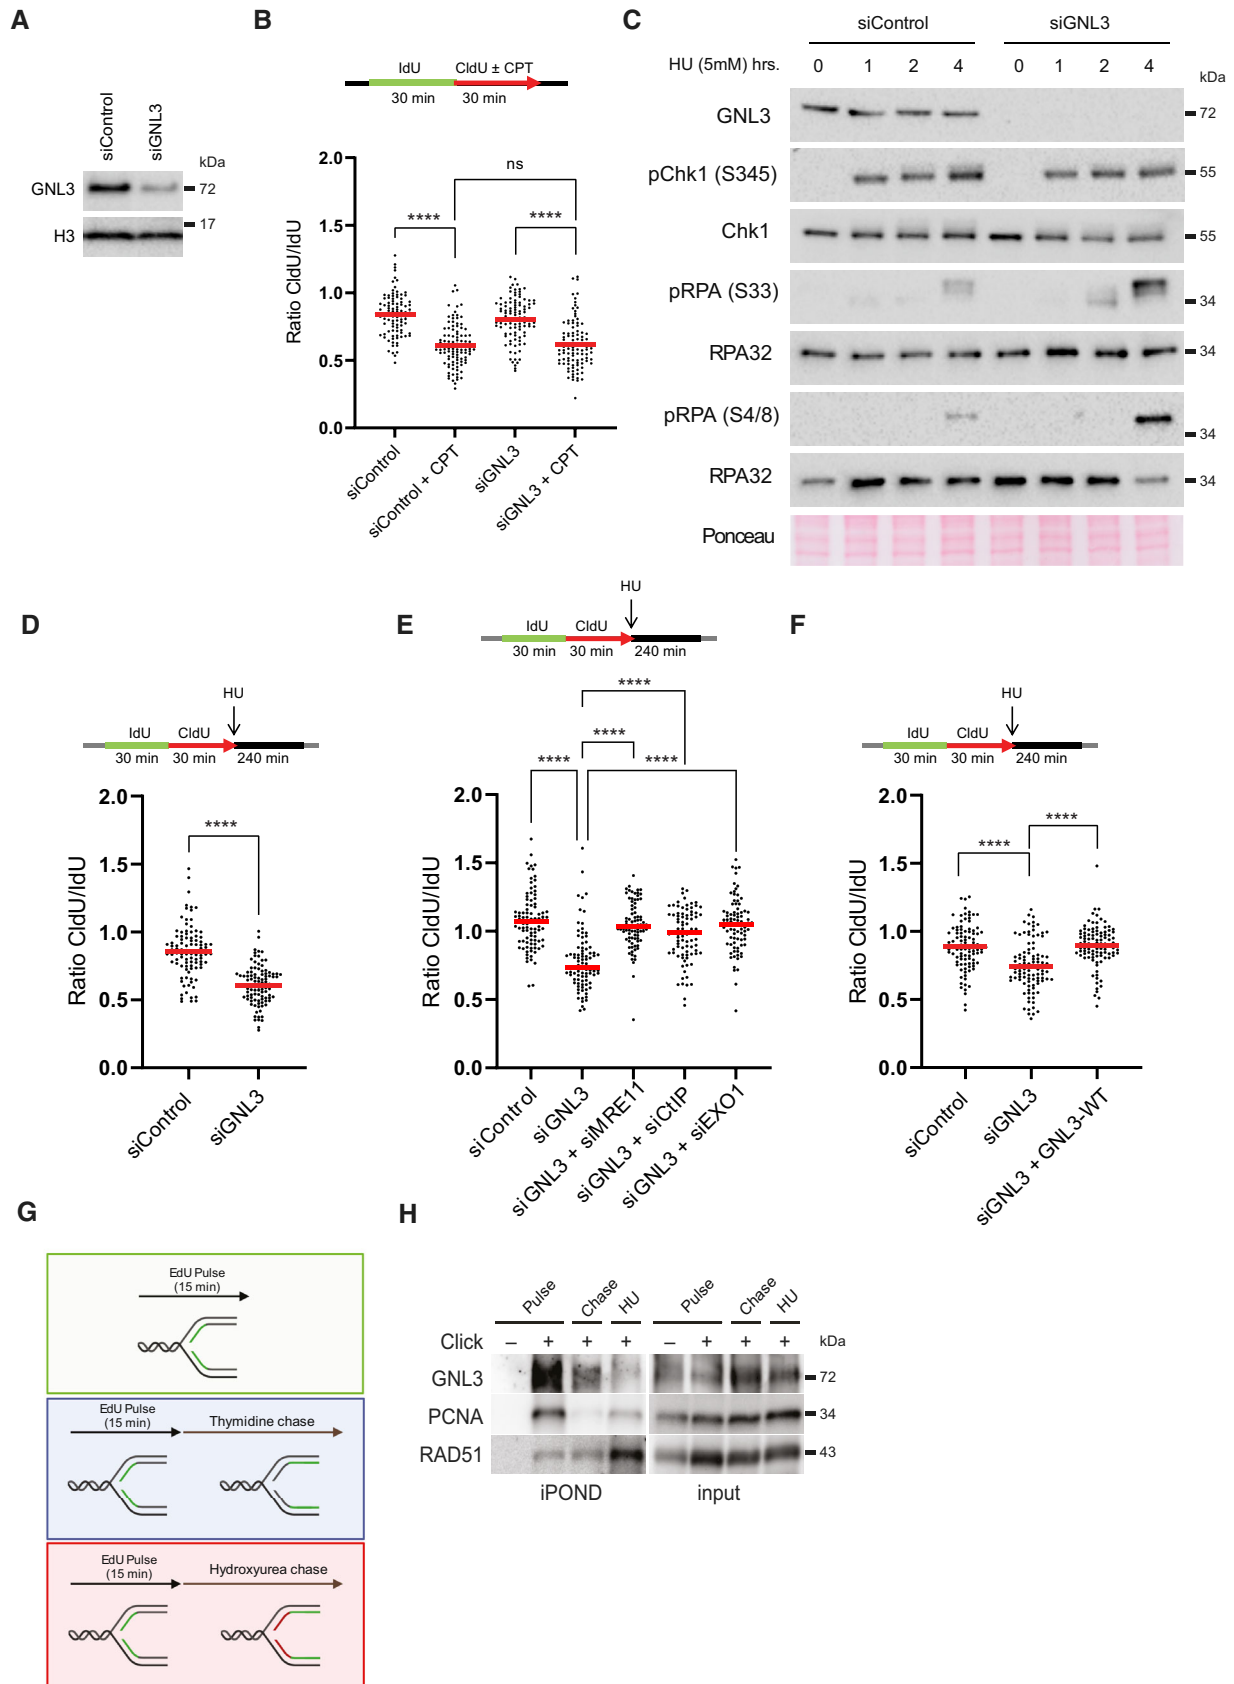 A
siControl
siGNL3
kDa
GNL3
72
H3
17
B
IdU
CldU ± CPT
30 min
30 min
Ratio CldU/IdU
2.0
1.5
1.0
0.5
0.0
ns
****
****
siControl
siControl + CPT
siGNL3
siGNL3 + CPT
C
siControl
siGNL3
HU (5mM) hrs.
0 1 2 4 0 1 2 4
kDa
GNL3
72
pChk1 (S345)
55
Chk1
55
pRPA (S33)
34
RPA32
34
pRPA (S4/8)
34
RPA32
34
Ponceau
D
HU
IdU
CldU
30 min
30 min
240 min
Ratio CldU/IdU
2.0
1.5
1.0
0.5
0.0
****
siControl
siGNL3
E
HU
IdU
CldU
30 min
30 min
240 min
Ratio CldU/IdU
2.0
1.5
1.0
0.5
0.0
****
****
****
****
siControl
siGNL3
siGNL3 + siMRE11
siGNL3 + siCtIP
siGNL3 + siEXO1
F
HU
IdU
CldU
30 min
30 min
240 min
Ratio CldU/IdU
2.0
1.5
1.0
0.5
0.0
****
****
siControl
siGNL3
siGNL3 + GNL3-WT
G
EdU Pulse
(15 min)
EdU Pulse
(15 min)
Thymidine chase
EdU Pulse
(15 min)
Hydroxyurea chase
H
Pulse
Chase
HU
Pulse
Chase
HU
Click
– + + + – + + +
kDa
GNL3
72
PCNA
34
RAD51
43
iPOND
input